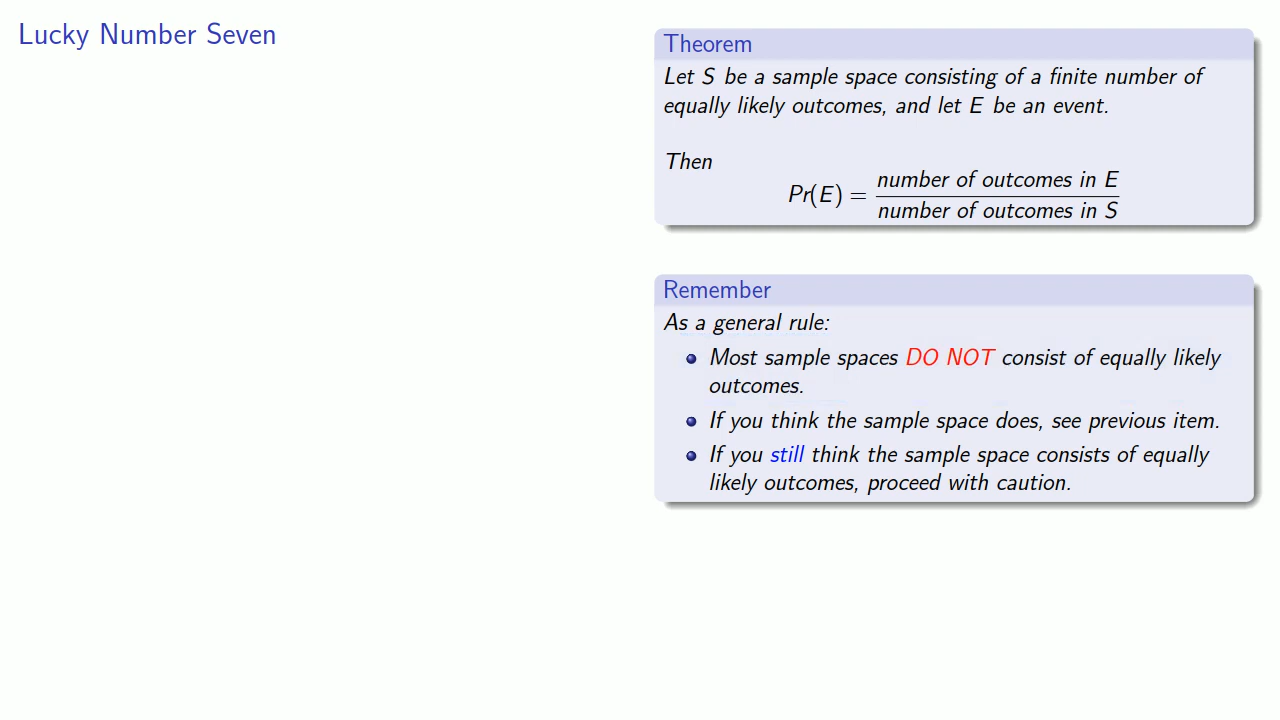 Lucky Number Seven
Theorem
Let S be a sample space consisting of a finite number of
equally likely outcomes, and let E be an event.
Then
Pr(E) = number of outcomes in E / number of outcomes in S
Remember
As a general rule:
Most sample spaces DO NOT consist of equally likely
outcomes.
If you think the sample space does, see previous item.
If you still think the sample space consists of equally
likely outcomes, proceed with caution.